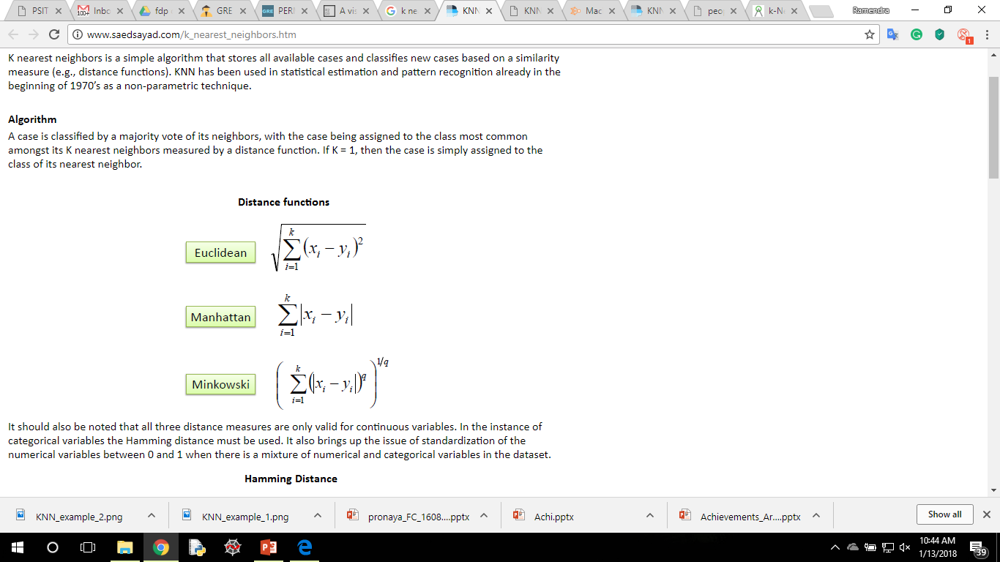 PSIT
Inbc
fdp
GRE
PERI
A vis
k ne
KNN
KNN
Mac
KNN
peo
k-Ne
Ramendra
www.saedsayad.com/k_nearest_neighbors.htm
1
K nearest neighbors is a simple algorithm that stores all available cases and classifies new cases based on a similarity
measure (e.g., distance functions). KNN has been used in statistical estimation and pattern recognition already in the
beginning of 1970’s as a non-parametric technique.
Algorithm
A case is classified by a majority vote of its neighbors, with the case being assigned to the class most common
amongst its K nearest neighbors measured by a distance function. If K = 1, then the case is simply assigned to the
class of its nearest neighbor.
Distance functions
Euclidean √(∑_{i=1}^{k} (x_i − y_i)²)
Manhattan ∑_{i=1}^{k} |x_i − y_i|
Minkowski (∑_{i=1}^{k} (|x_i − y_i|)^q)^{1/q}
It should also be noted that all three distance measures are only valid for continuous variables. In the instance of
categorical variables the Hamming distance must be used. It also brings up the issue of standardization of the
numerical variables between 0 and 1 when there is a mixture of numerical and categorical variables in the dataset.
Hamming Distance
KNN_example_2.png
KNN_example_1.png
pronaya_FC_1608....pptx
Achi.pptx
Achievements_Ar....pptx
Show all
10:44 AM
1/13/2018
39